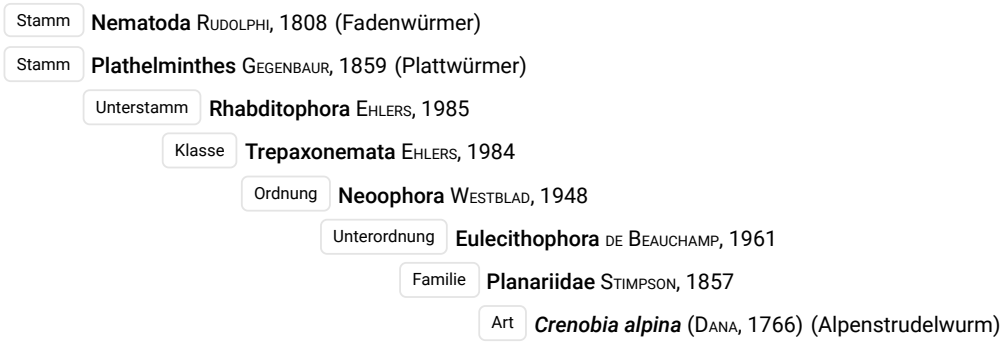 Stamm Nematoda Rudolphi, 1808 (Fadenwürmer)
Stamm Plathelminthes Gegenbaur, 1859 (Plattwürmer)
Unterstamm Rhabditophora Ehlers, 1985
Klasse Trepaxonemata Ehlers, 1984
Ordnung Neoophora Westblad, 1948
Unterordnung Eulecithophora de Beauchamp, 1961
Familie Planariidae Stimpson, 1857
Art Crenobia alpina (Dana, 1766) (Alpenstrudelwurm)